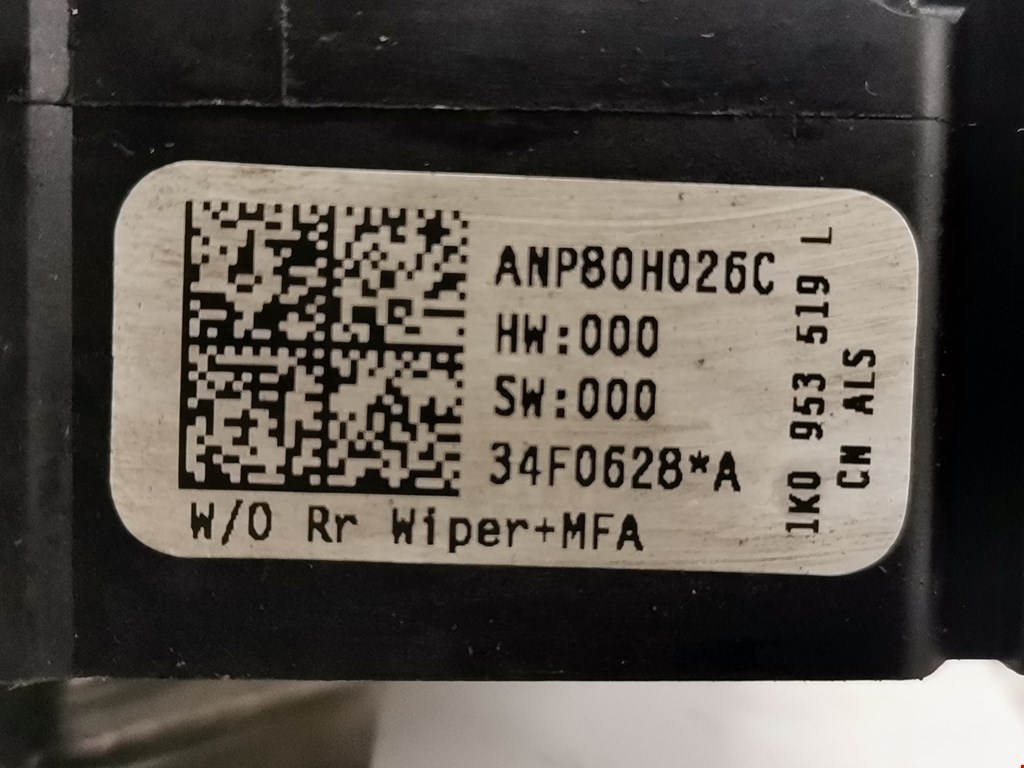 ANP80H026C
HW:000
SW:000
34F0628*A
W/O Rr Wiper+MFA
1K0 953 519 L
CN ALS